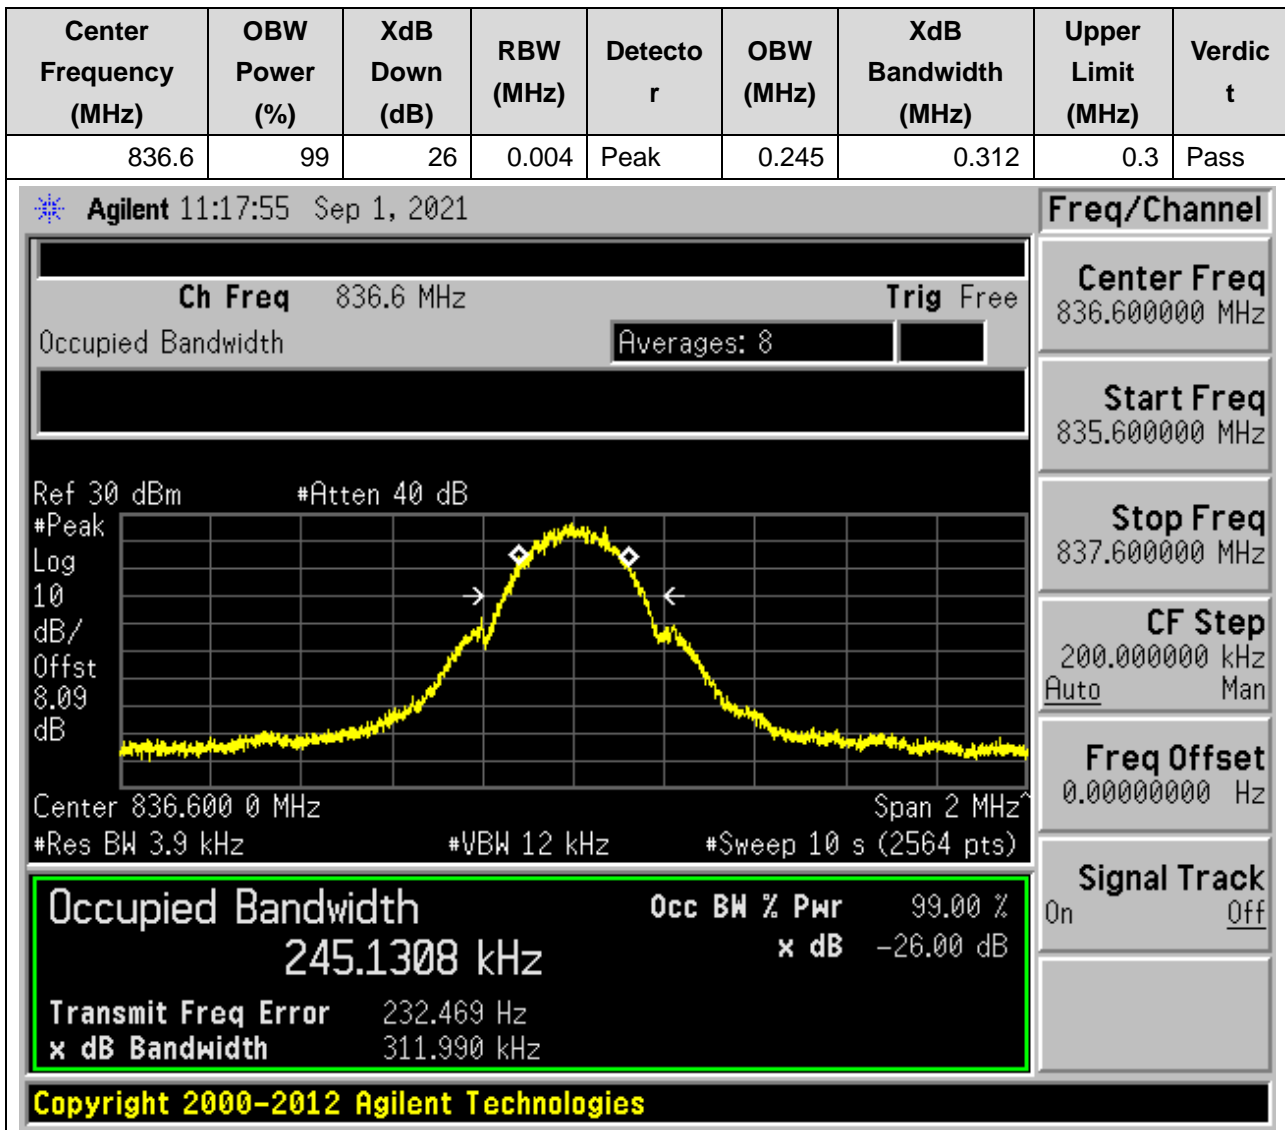 Center Frequency (MHz) OBW Power (%) XdB Down (dB) RBW (MHz) Detecto r OBW (MHz) XdB Bandwidth (MHz) Upper Limit (MHz) Verdic t
836.6 99 26 0.004 Peak 0.245 0.312 0.3 Pass
Agilent 11:17:55 Sep 1, 2021
Freq/Channel
Ch Freq 836.6 MHz Trig Free
Occupied Bandwidth Averages: 8
Ref 30 dBm #Atten 40 dB
#Peak
Log
10
dB/
Offst
8.09
dB
Center 836.600 0 MHz Span 2 MHz^
#Res BW 3.9 kHz #VBW 12 kHz #Sweep 10 s (2564 pts)
Occupied Bandwidth Occ BW % Pwr 99.00 %
245.1308 kHz x dB -26.00 dB
Transmit Freq Error 232.469 Hz
x dB Bandwidth 311.990 kHz
Copyright 2000-2012 Agilent Technologies
Center Freq
836.600000 MHz
Start Freq
835.600000 MHz
Stop Freq
837.600000 MHz
CF Step
200.000000 kHz
Auto Man
Freq Offset
0.00000000 Hz
Signal Track
On Off